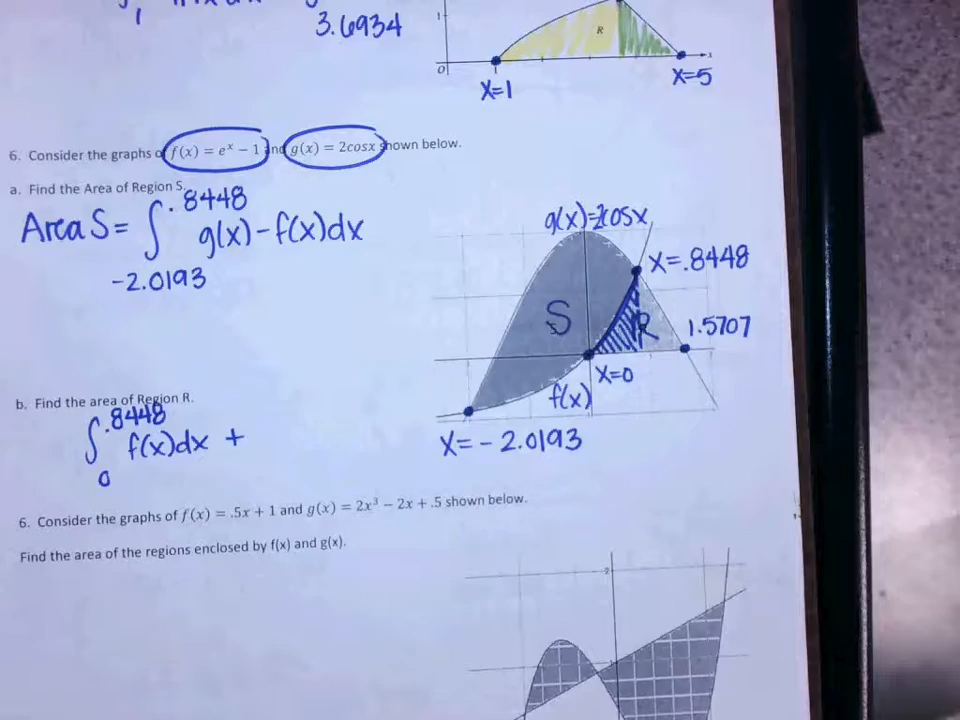 3.6934
1
R
O
x
X=1
X=5
6. Consider the graphs of f(x) = eˣ − 1 and g(x) = 2cosx shown below.
a. Find the Area of Region S.
Area S = ∫ .8448 -2.0193 g(x) - f(x)dx
g(x)=2cosx
X=.8448
S
R
1.5707
X=0
f(x)
X= - 2.0193
b. Find the area of Region R.
∫ .8448 0 f(x)dx +
6. Consider the graphs of f(x) = .5x + 1 and g(x) = 2x³ − 2x + .5 shown below.
Find the area of the regions enclosed by f(x) and g(x).
2